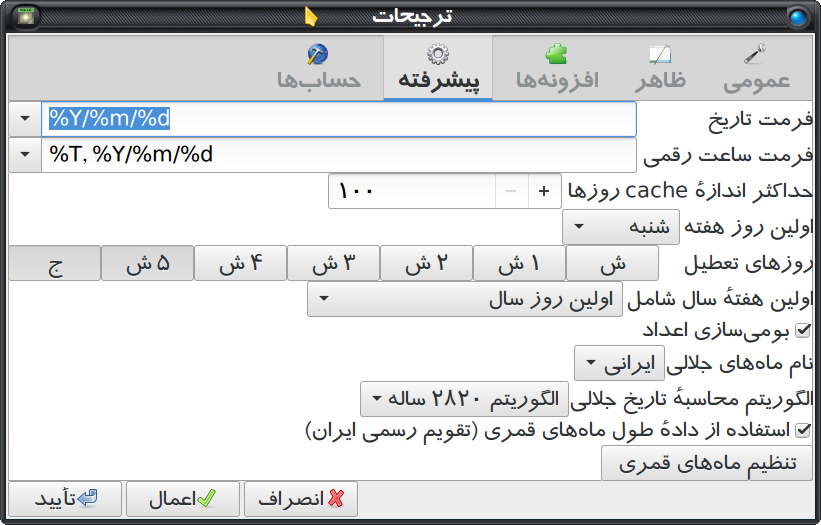 ترجیحات
عمومی ظاهر افزونه‌ها پیشرفته حساب‌ها
فرمت تاریخ %Y/%m/%d
فرمت ساعت رقمی %T, %Y/%m/%d
حداکثر اندازهٔ cache روزها + − ۱۰۰
اولین روز هفته شنبه
روزهای تعطیل ش ۱ ش ۲ ش ۳ ش ۴ ش ۵ ش ج
اولین هفتهٔ سال شامل اولین روز سال
بومی‌سازی اعداد
نام ماه‌های جلالی ایرانی
الگوریتم محاسبهٔ تاریخ جلالی الگوریتم ۲۸۲۰ ساله
استفاده از دادهٔ طول ماه‌های قمری (تقویم رسمی ایران)
تنظیم ماه‌های قمری
انصراف اعمال تأیید